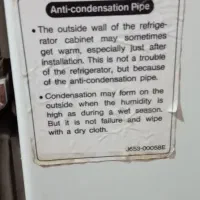 Anti-condensation Pipe
• The outside wall of the refrige-
rator cabinet may sometimes
get warm, especially just after
installation. This is not a trouble
of the refrigerator, but because
of the anti-condensation pipe.
• Condensation may form on the
outside when the humidity is
high as during a wet season.
But it is not failure and wipe
with a dry cloth.
J653-00058E